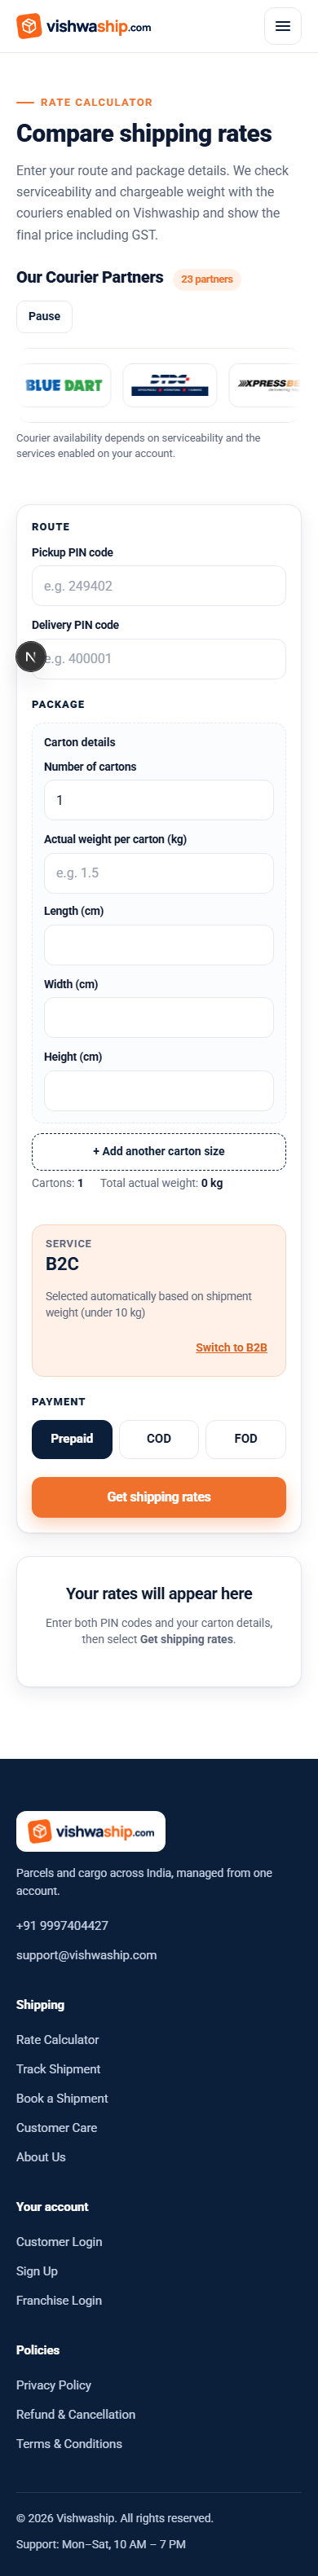 vishwaship.com
RATE CALCULATOR
Compare shipping rates
Enter your route and package details. We check
serviceability and chargeable weight with the
couriers enabled on Vishwaship and show the
final price including GST.
Our Courier Partners 23 partners
Pause
BLUE DART DTDC XPRESSBE
Courier availability depends on serviceability and the
services enabled on your account.
ROUTE
Pickup PIN code
e.g. 249402
Delivery PIN code
N e.g. 400001
PACKAGE
Carton details
Number of cartons
1
Actual weight per carton (kg)
e.g. 1.5
Length (cm)
Width (cm)
Height (cm)
+ Add another carton size
Cartons: 1 Total actual weight: 0 kg
SERVICE
B2C
Selected automatically based on shipment
weight (under 10 kg)
Switch to B2B
PAYMENT
Prepaid COD FOD
Get shipping rates
Your rates will appear here
Enter both PIN codes and your carton details,
then select Get shipping rates.
vishwaship.com
Parcels and cargo across India, managed from one
account.
+91 9997404427
support@vishwaship.com
Shipping
Rate Calculator
Track Shipment
Book a Shipment
Customer Care
About Us
Your account
Customer Login
Sign Up
Franchise Login
Policies
Privacy Policy
Refund & Cancellation
Terms & Conditions
© 2026 Vishwaship. All rights reserved.
Support: Mon–Sat, 10 AM – 7 PM